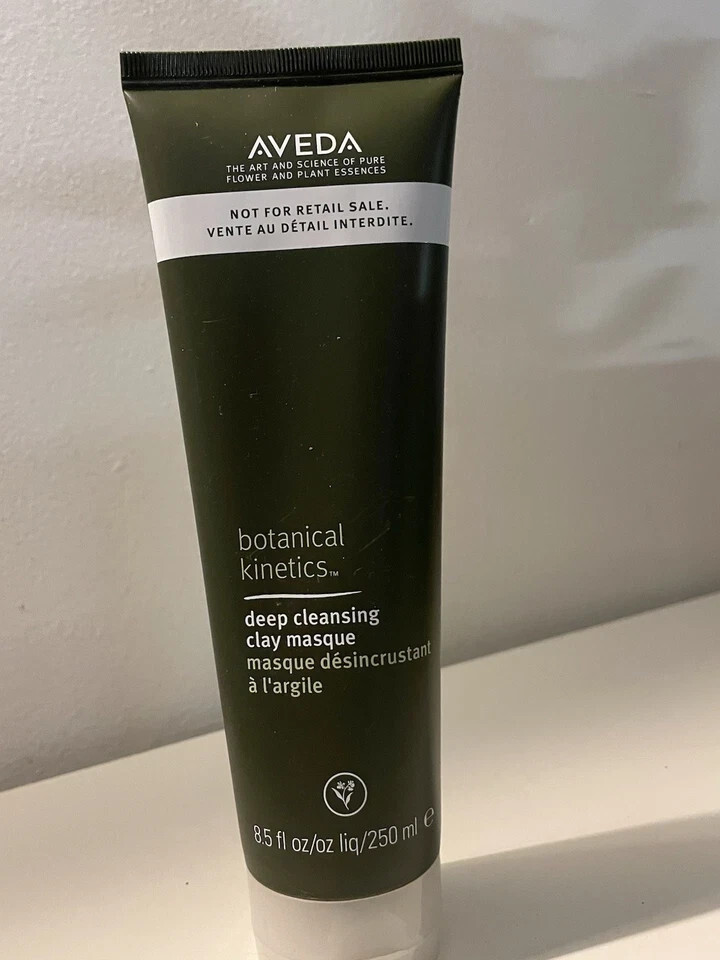 AVEDA
THE ART AND SCIENCE OF PURE
FLOWER AND PLANT ESSENCES
NOT FOR RETAIL SALE.
VENTE AU DÉTAIL INTERDITE.
botanical
kinetics™
deep cleansing
clay masque
masque désincrustant
à l'argile
8.5 fl oz/oz liq/250 ml ℮